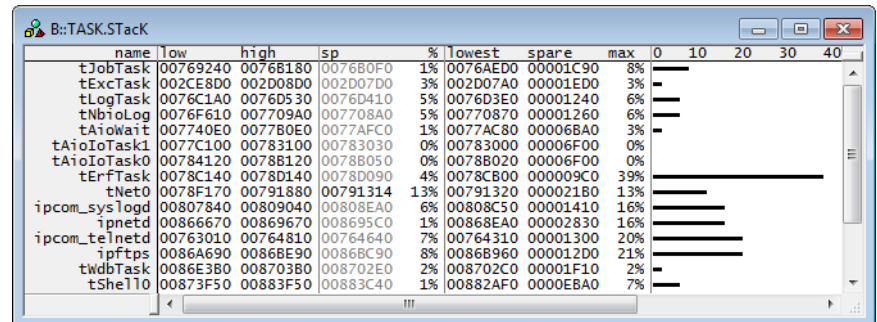 B::TASK.STacK
name low high sp % lowest spare max 0 10 20 30 40
tJobTask 00769240 0076B180 0076B0F0 1% 0076AED0 00001C90 8%
tExcTask 002CE8D0 002D08D0 002D07D0 3% 002D07A0 00001ED0 3%
tLogTask 0076C1A0 0076D530 0076D410 5% 0076D3E0 00001240 6%
tNbioLog 0076F610 007709A0 007708A0 5% 00770870 00001260 6%
tAioWait 007740E0 0077B0E0 0077AFC0 1% 0077AC80 00006BA0 3%
tAioIoTask1 0077C100 00783100 00783030 0% 00783000 00006F00 0%
tAioIoTask0 00784120 0078B120 0078B050 0% 0078B020 00006F00 0%
tErfTask 0078C140 0078D140 0078D090 4% 0078CB00 000009C0 39%
tNet0 0078F170 00791880 00791314 13% 00791320 000021B0 13%
ipcom_syslogd 00807840 00809040 00808EA0 6% 00808C50 00001410 16%
ipnetd 00866670 00869670 008695C0 1% 00868EA0 00002830 16%
ipcom_telnetd 00763010 00764810 00764640 7% 00764310 00001300 20%
ipftps 0086A690 0086BE90 0086BC90 8% 0086B960 000012D0 21%
tWdbTask 0086E3B0 008703B0 008702E0 2% 008702C0 00001F10 2%
tShell0 00873F50 00883F50 00883C40 1% 00882AF0 0000EBA0 7%